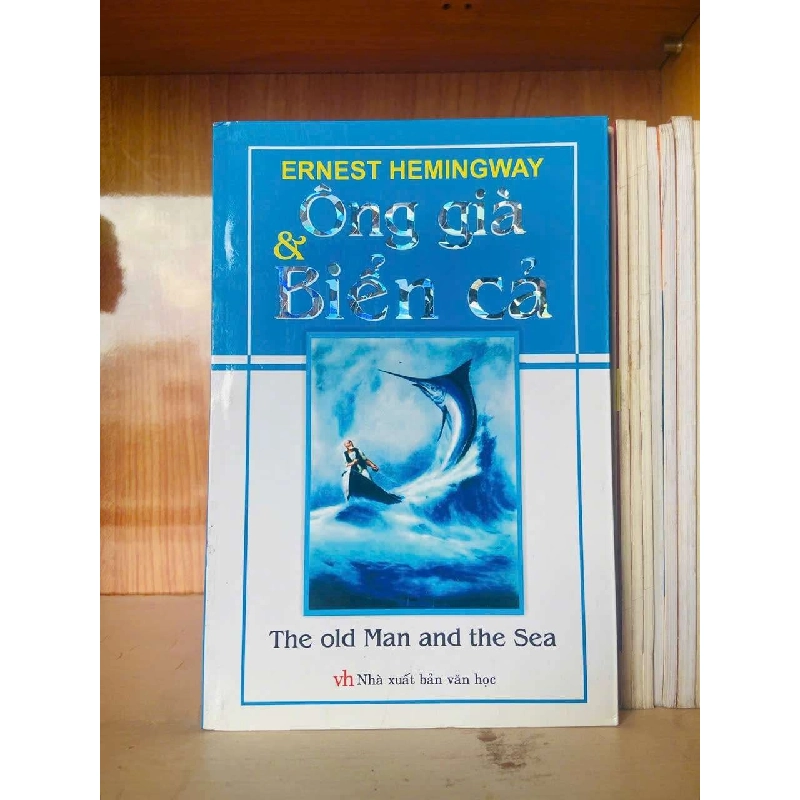 ERNEST HEMINGWAY
Ông già
& Biển cả
The old Man and the Sea
vh Nhà xuất bản văn học